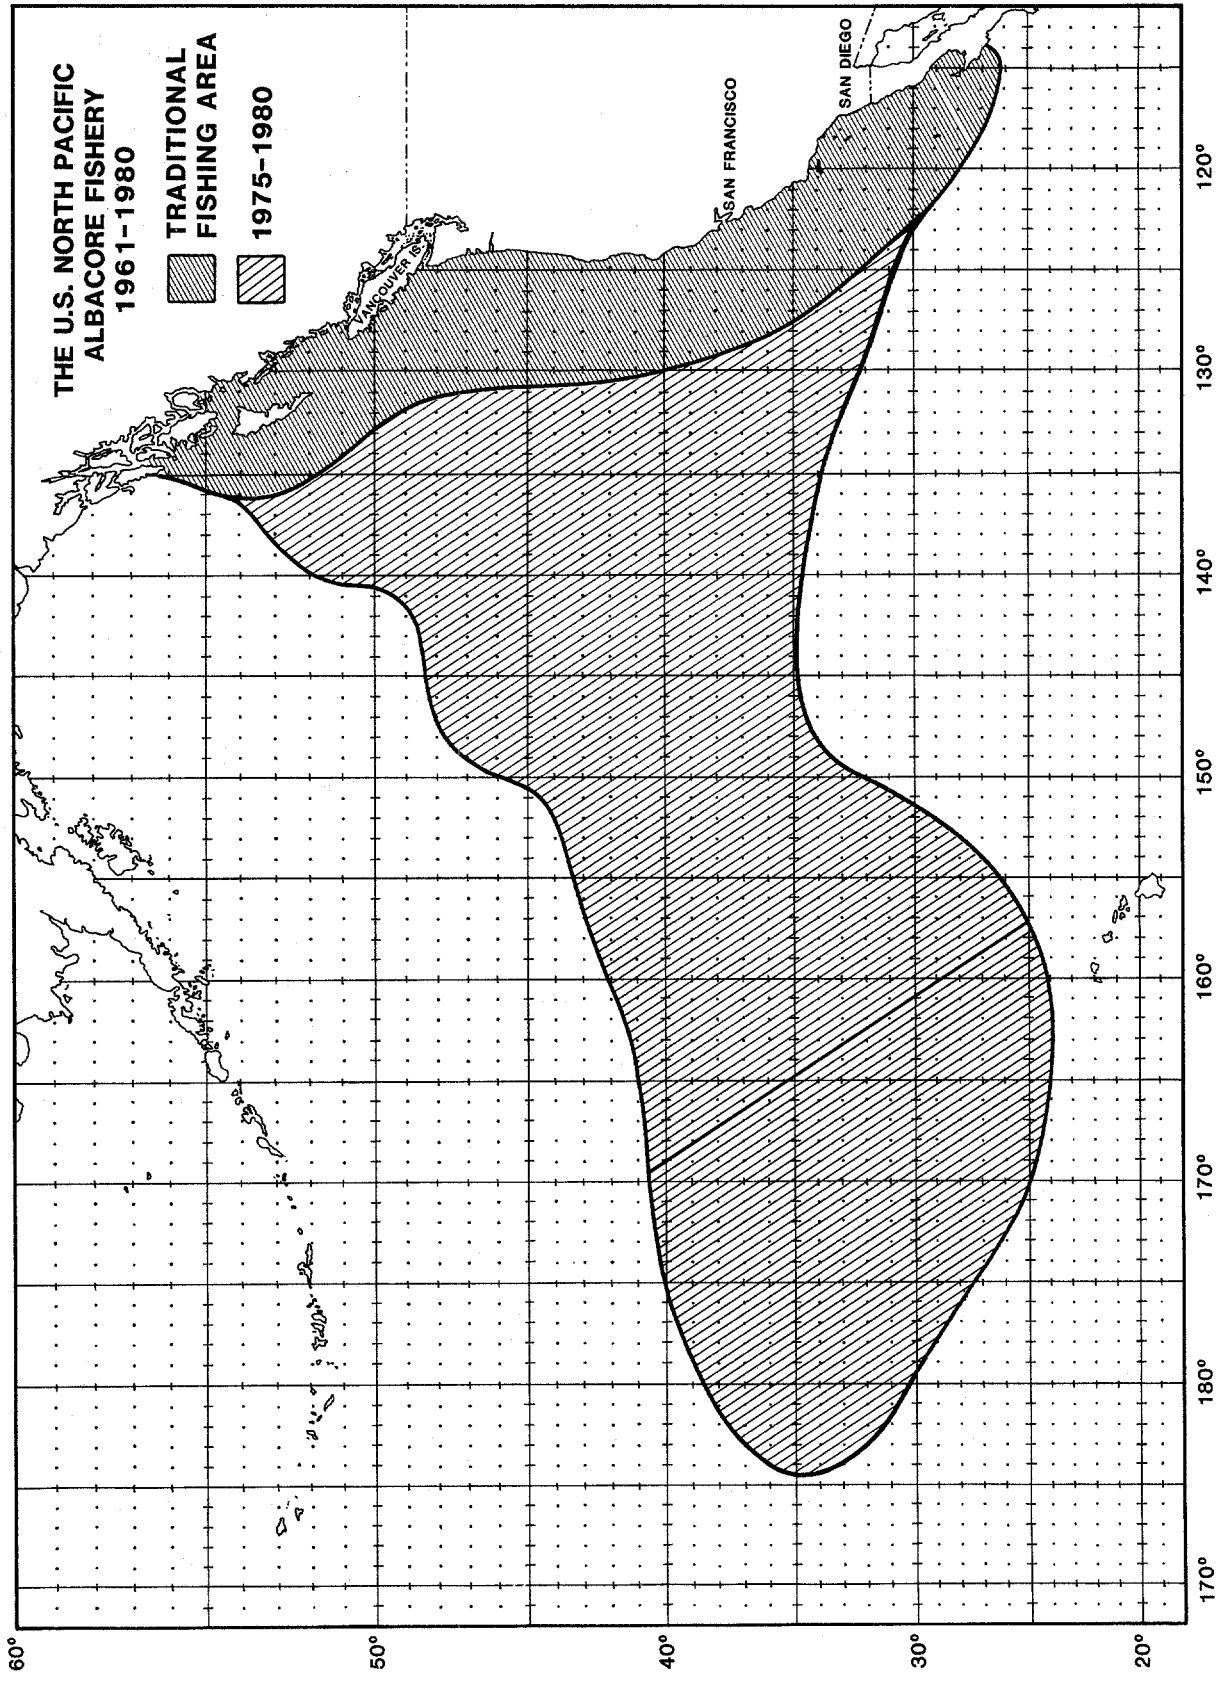 THE U.S. NORTH PACIFIC
ALBACORE FISHERY
1961-1980
TRADITIONAL
FISHING AREA
1975-1980
VANCOUVER IS.
SAN FRANCISCO
SAN DIEGO
60°
50°
40°
30°
20°
170°
180°
170°
160°
150°
140°
130°
120°